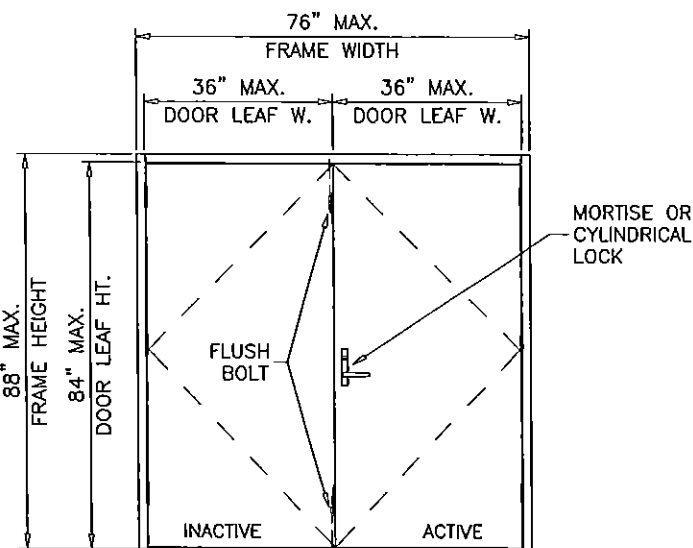 76" MAX.
FRAME WIDTH
36" MAX.
DOOR LEAF W.
36" MAX.
DOOR LEAF W.
88" MAX.
FRAME HEIGHT
84" MAX.
DOOR LEAF HT.
MORTISE OR
CYLINDRICAL
LOCK
FLUSH
BOLT
INACTIVE
ACTIVE